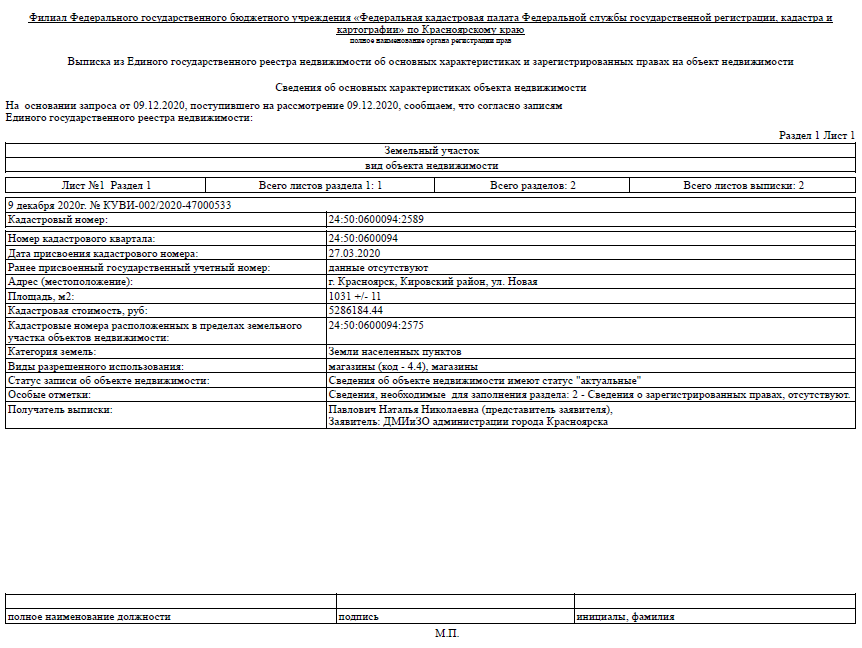 Филиал Федерального государственного бюджетного учреждения «Федеральная кадастровая палата Федеральной службы государственной регистрации, кадастра и
картографии» по Красноярскому краю
полное наименование органа регистрации прав
Выписка из Единого государственного реестра недвижимости об основных характеристиках и зарегистрированных правах на объект недвижимости
Сведения об основных характеристиках объекта недвижимости
На основании запроса от 09.12.2020, поступившего на рассмотрение 09.12.2020, сообщаем, что согласно записям
Единого государственного реестра недвижимости:
Раздел 1 Лист 1
Земельный участок
вид объекта недвижимости
Лист №1 Раздел 1 Всего листов раздела 1: 1 Всего разделов: 2 Всего листов выписки: 2
9 декабря 2020г. № КУВИ-002/2020-47000533
Кадастровый номер: 24:50:0600094:2589
Номер кадастрового квартала: 24:50:0600094
Дата присвоения кадастрового номера: 27.03.2020
Ранее присвоенный государственный учетный номер: данные отсутствуют
Адрес (местоположение): г. Красноярск, Кировский район, ул. Новая
Площадь, м2: 1031 +/- 11
Кадастровая стоимость, руб: 5286184.44
Кадастровые номера расположенных в пределах земельного 24:50:0600094:2575
участка объектов недвижимости:
Категория земель: Земли населенных пунктов
Виды разрешенного использования: магазины (код - 4.4), магазины
Статус записи об объекте недвижимости: Сведения об объекте недвижимости имеют статус "актуальные"
Особые отметки: Сведения, необходимые для заполнения раздела: 2 - Сведения о зарегистрированных правах, отсутствуют.
Получатель выписки: Павлович Наталья Николаевна (представитель заявителя),
Заявитель: ДМИиЗО администрации города Красноярска
полное наименование должности подпись инициалы, фамилия
М.П.